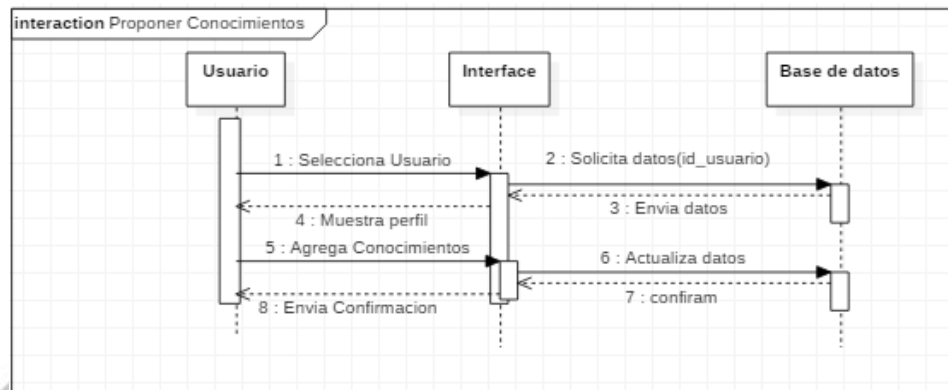 interaction Proponer Conocimientos
Usuario
Interface
Base de datos
1 : Selecciona Usuario
2 : Solicita datos(id_usuario)
3 : Envia datos
4 : Muestra perfil
5 : Agrega Conocimientos
6 : Actualiza datos
7 : confiram
8 : Envia Confirmacion